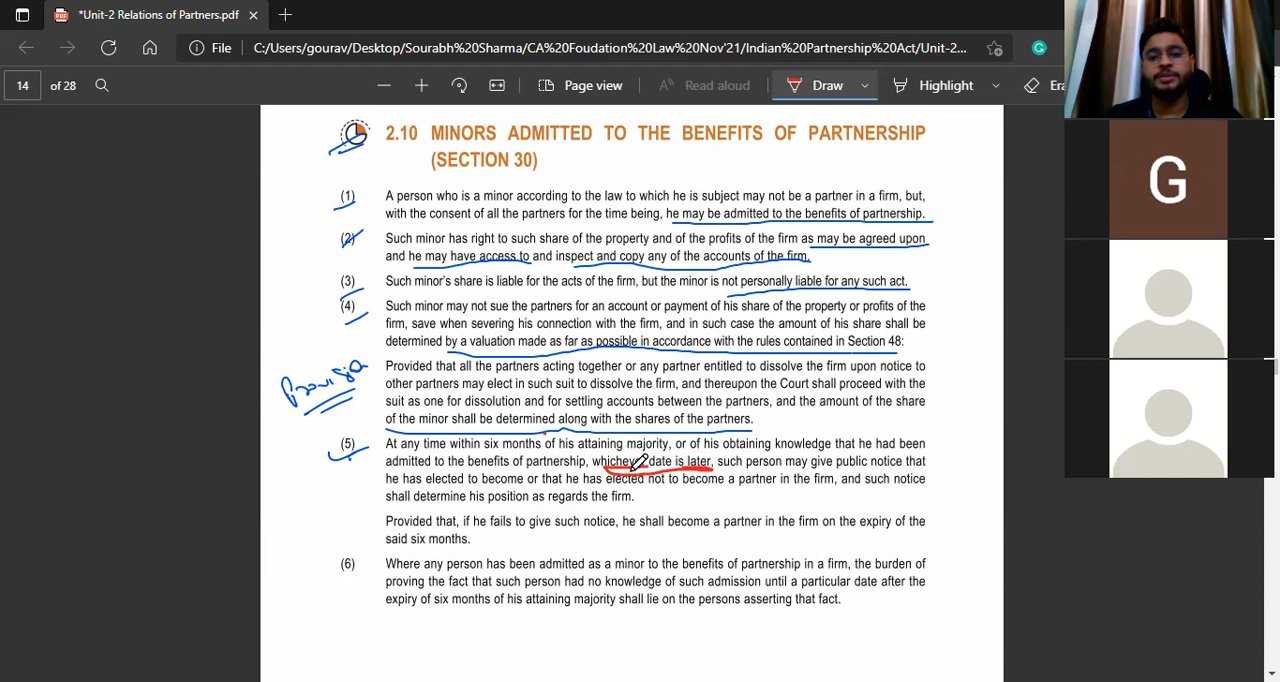 *Unit-2 Relations of Partners.pdf
File C:/Users/gourav/Desktop/Sourabh%20Sharma/CA%20Foudation%20Law%20Nov'21/Indian%20Partnership%20Act/Unit-2...
14 of 28 Page view Read aloud Draw Highlight Era
G
2.10 MINORS ADMITTED TO THE BENEFITS OF PARTNERSHIP
(SECTION 30)
(1) A person who is a minor according to the law to which he is subject may not be a partner in a firm, but,
with the consent of all the partners for the time being, he may be admitted to the benefits of partnership.
(2) Such minor has right to such share of the property and of the profits of the firm as may be agreed upon
and he may have access to and inspect and copy any of the accounts of the firm.
(3) Such minor's share is liable for the acts of the firm, but the minor is not personally liable for any such act.
(4) Such minor may not sue the partners for an account or payment of his share of the property or profits of the
firm, save when severing his connection with the firm, and in such case the amount of his share shall be
determined by a valuation made as far as possible in accordance with the rules contained in Section 48:
Provided that all the partners acting together or any partner entitled to dissolve the firm upon notice to
other partners may elect in such suit to dissolve the firm, and thereupon the Court shall proceed with the
suit as one for dissolution and for settling accounts between the partners, and the amount of the share
of the minor shall be determined along with the shares of the partners.
(5) At any time within six months of his attaining majority, or of his obtaining knowledge that he had been
admitted to the benefits of partnership, whichever date is later, such person may give public notice that
he has elected to become or that he has elected not to become a partner in the firm, and such notice
shall determine his position as regards the firm.
Provided that, if he fails to give such notice, he shall become a partner in the firm on the expiry of the
said six months.
(6) Where any person has been admitted as a minor to the benefits of partnership in a firm, the burden of
proving the fact that such person had no knowledge of such admission until a particular date after the
expiry of six months of his attaining majority shall lie on the persons asserting that fact.